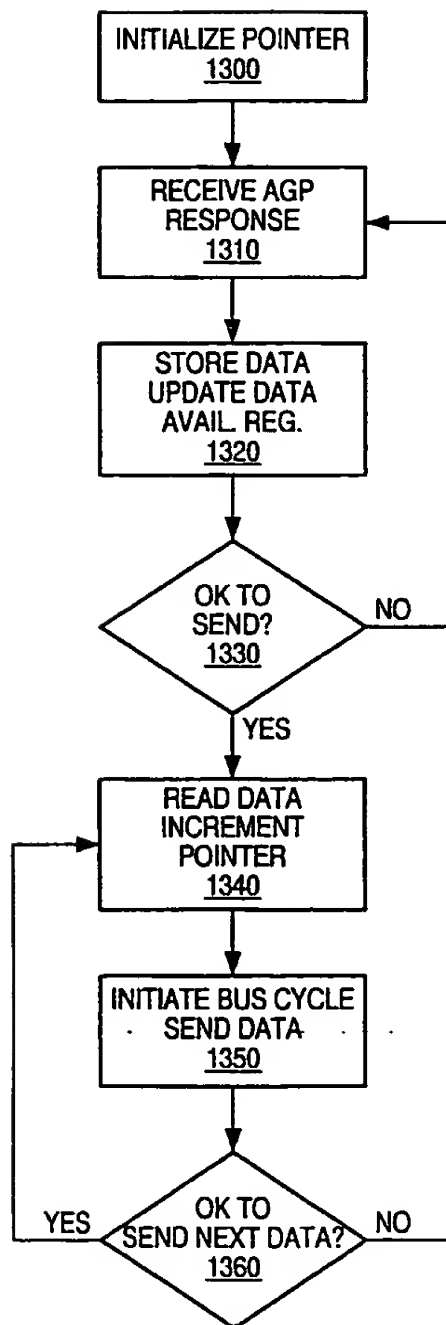 INITIALIZE POINTER
1300
RECEIVE AGP
RESPONSE
1310
STORE DATA
UPDATE DATA
AVAIL. REG.
1320
OK TO
SEND?
1330
NO
YES
READ DATA
INCREMENT
POINTER
1340
INITIATE BUS CYCLE
SEND DATA
1350
OK TO
SEND NEXT DATA?
1360
YES
NO